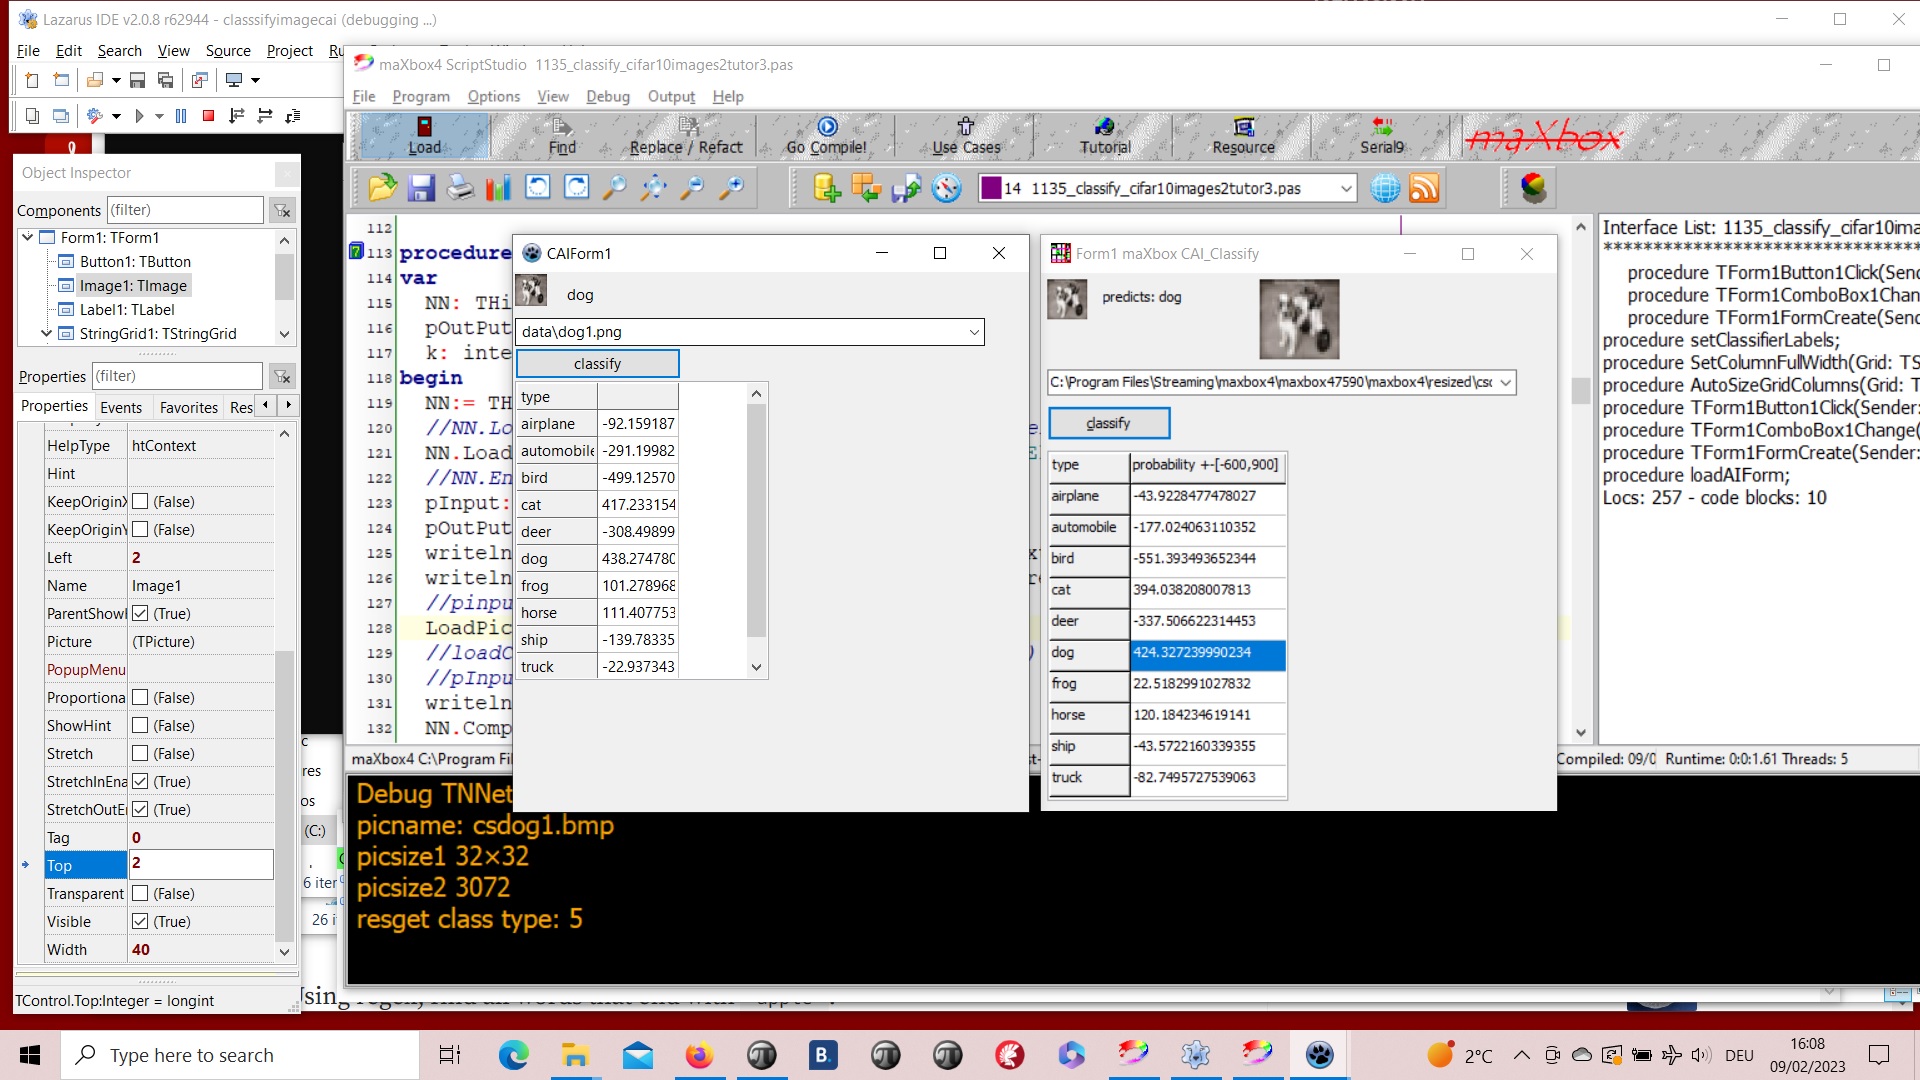 Lazarus IDE v2.0.8 r62944 - classsifyimagecai (debugging ...)
File Edit Search View Source Project
maXbox4 ScriptStudio 1135_classify_cifar10images2tutor3.pas
File Program Options View Debug Output Help
Load Find Replace / Refact Go Compile! Use Cases Tutorial Resource Serial9 maXbox
14 1135_classify_cifar10images2tutor3.pas
Object Inspector
Components (filter)
Form1: TForm1
Button1: TButton
Image1: TImage
Label1: TLabel
StringGrid1: TStringGrid
Properties (filter)
Properties Events Favorites Res
HelpType htContext
Hint
KeepOriginX (False)
KeepOriginY (False)
Left 2
Name Image1
ParentShowH (True)
Picture (TPicture)
PopupMenu
Proportiona (False)
ShowHint (False)
Stretch (False)
StretchInEna (True)
StretchOutE (True)
Tag 0
Top 2
Transparent (False)
Visible (True)
Width 40
TControl.Top:Integer = longint
112
113 procedure
114 var
115 NN: THi
116 pOutPut
117 k: inte
118 begin
119 NN:= TH
120 //NN.Lo
121 NN.Load
122 //NN.En
123 pInput:
124 pOutPut
125 writeln
126 writeln
127 //pinpu
128 LoadPic
129 //loadC
130 //pInpu
131 writeln
132 NN.Comp
CAIForm1
dog
data\dog1.png
classify
type
airplane -92.159187
automobile -291.19982
bird -499.12570
cat 417.233154
deer -308.49899
dog 438.274780
frog 101.278968
horse 111.407753
ship -139.78335
truck -22.937343
Form1 maXbox CAI_Classify
predicts: dog
C:\Program Files\Streaming\maxbox4\maxbox47590\maxbox4\resized\csc
classify
type probability +-[-600,900]
airplane -43.9228477478027
automobile -177.024063110352
bird -551.393493652344
cat 394.038208007813
deer -337.506622314453
dog 424.327239990234
frog 22.5182991027832
horse 120.184234619141
ship -43.5722160339355
truck -82.7495727539063
Interface List: 1135_classify_cifar10ima
****************************************
procedure TForm1Button1Click(Send
procedure TForm1ComboBox1Chang
procedure TForm1FormCreate(Send
procedure setClassifierLabels;
procedure SetColumnFullWidth(Grid: TS
procedure AutoSizeGridColumns(Grid: T
procedure TForm1Button1Click(Sender:
procedure TForm1ComboBox1Change(
procedure TForm1FormCreate(Sender:
procedure loadAIForm;
Locs: 257 - code blocks: 10
maXbox4 C:\Program Fil
Compiled: 09/0 Runtime: 0:0:1.61 Threads: 5
Debug TNNet
picname: csdog1.bmp
picsize1 32×32
picsize2 3072
resget class type: 5
res
os
(C:)
6 iter
26 i
Using regex, find all words that end with "apple".
Type here to search
2°C
DEU
16:08
09/02/2023